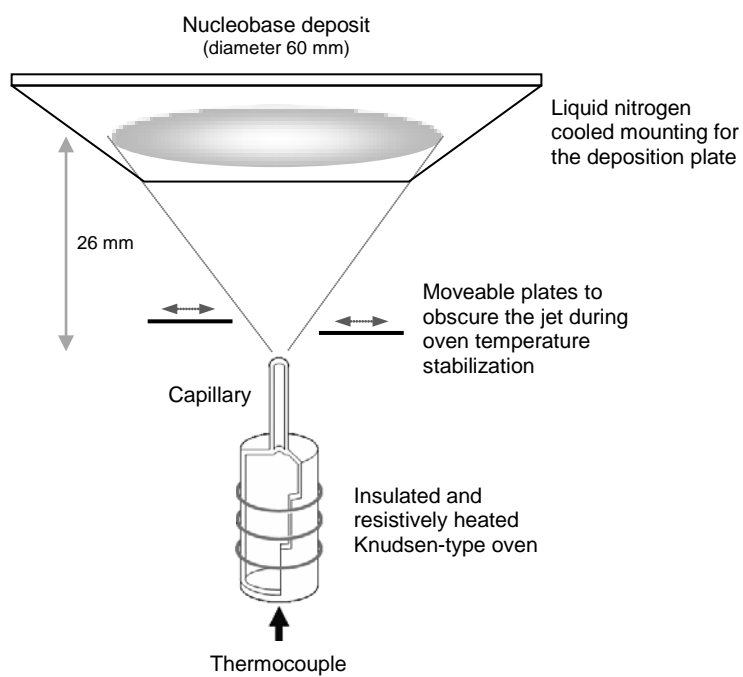 Nucleobase deposit
(diameter 60 mm)
Liquid nitrogen
cooled mounting for
the deposition plate
26 mm
Moveable plates to
obscure the jet during
oven temperature
stabilization
Capillary
Insulated and
resistively heated
Knudsen-type oven
Thermocouple